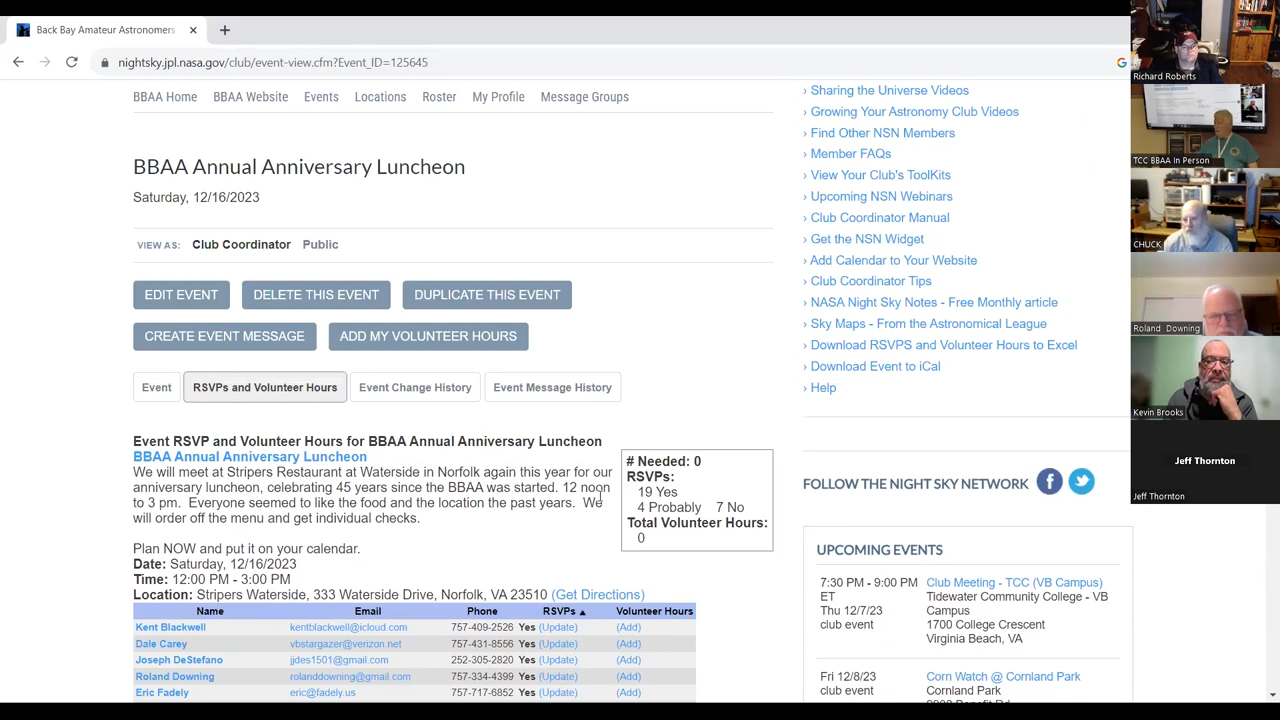 Back Bay Amateur Astronomers
nightsky.jpl.nasa.gov/club/event-view.cfm?Event_ID=125645
BBAA Home BBAA Website Events Locations Roster My Profile Message Groups
BBAA Annual Anniversary Luncheon
Saturday, 12/16/2023
VIEW AS: Club Coordinator Public
EDIT EVENT DELETE THIS EVENT DUPLICATE THIS EVENT
CREATE EVENT MESSAGE ADD MY VOLUNTEER HOURS
Event RSVPs and Volunteer Hours Event Change History Event Message History
Event RSVP and Volunteer Hours for BBAA Annual Anniversary Luncheon
BBAA Annual Anniversary Luncheon
We will meet at Stripers Restaurant at Waterside in Norfolk again this year for our
anniversary luncheon, celebrating 45 years since the BBAA was started. 12 noon
to 3 pm. Everyone seemed to like the food and the location the past years. We
will order off the menu and get individual checks.
Plan NOW and put it on your calendar.
Date: Saturday, 12/16/2023
Time: 12:00 PM - 3:00 PM
Location: Stripers Waterside, 333 Waterside Drive, Norfolk, VA 23510 (Get Directions)
# Needed: 0
RSVPs:
19 Yes
4 Probably 7 No
Total Volunteer Hours:
0
Name Email Phone RSVPs ▲ Volunteer Hours
Kent Blackwell kentblackwell@icloud.com 757-409-2526 Yes (Update) (Add)
Dale Carey vbstargazer@verizon.net 757-431-8556 Yes (Update) (Add)
Joseph DeStefano jjdes1501@gmail.com 252-305-2820 Yes (Update) (Add)
Roland Downing rolanddowning@gmail.com 757-334-4399 Yes (Update) (Add)
Eric Fadely eric@fadely.us 757-717-6852 Yes (Update) (Add)
› Sharing the Universe Videos
› Growing Your Astronomy Club Videos
› Find Other NSN Members
› Member FAQs
› View Your Club's ToolKits
› Upcoming NSN Webinars
› Club Coordinator Manual
› Get the NSN Widget
› Add Calendar to Your Website
› Club Coordinator Tips
› NASA Night Sky Notes - Free Monthly article
› Sky Maps - From the Astronomical League
› Download RSVPS and Volunteer Hours to Excel
› Download Event to iCal
› Help
FOLLOW THE NIGHT SKY NETWORK
UPCOMING EVENTS
7:30 PM - 9:00 PM Club Meeting - TCC (VB Campus)
ET Tidewater Community College - VB
Thu 12/7/23 Campus
club event 1700 College Crescent
Virginia Beach, VA
Fri 12/8/23 Corn Watch @ Cornland Park
club event Cornland Park
Richard Roberts
TCC BBAA In Person
CHUCK
Roland Downing
Kevin Brooks
Jeff Thornton
Jeff Thornton